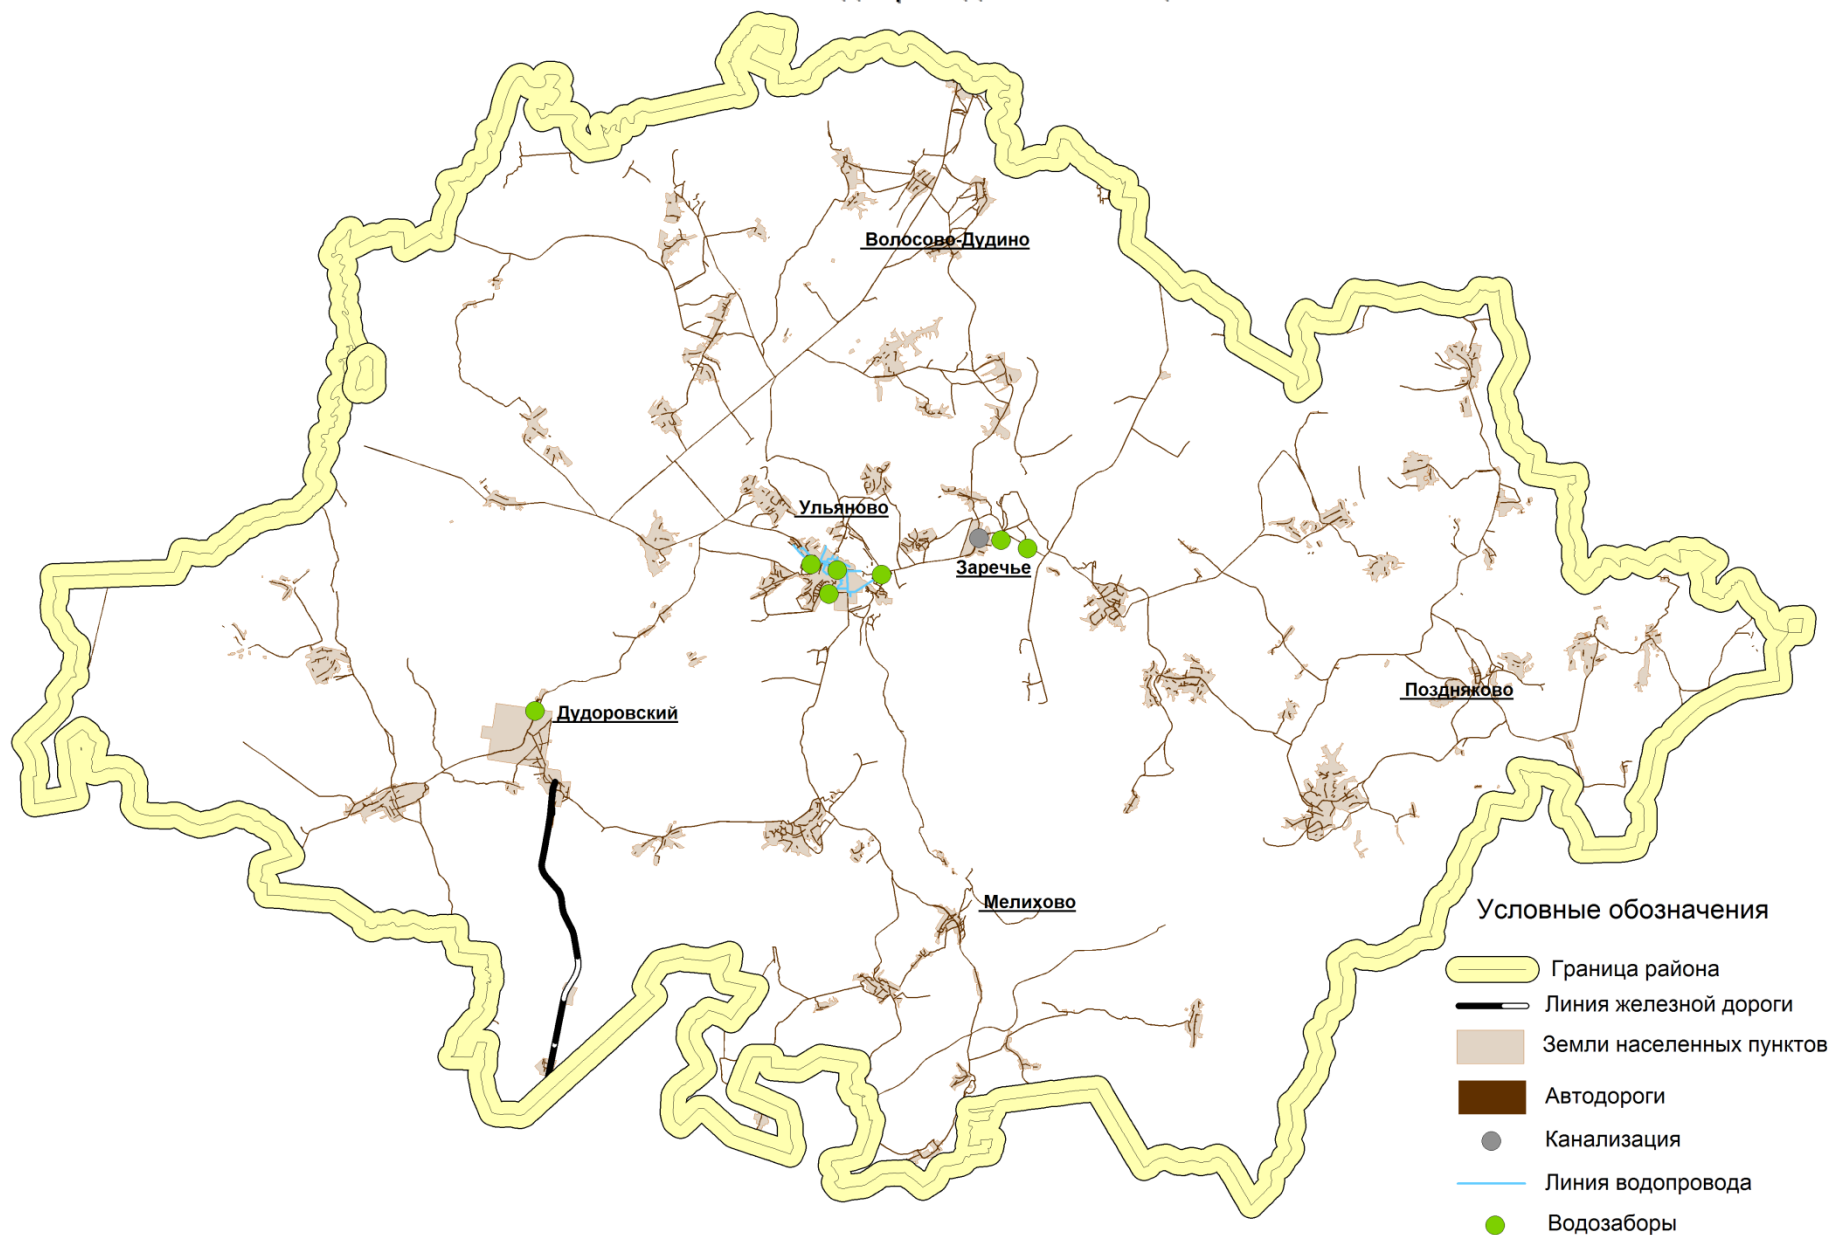 Волосово-Дудино
Ульяново
Заречье
Поздняково
Дудоровский
Мелихово
Условные обозначения
Граница района
Линия железной дороги
Земли населенных пунктов
Автодороги
Канализация
Линия водопровода
Водозаборы